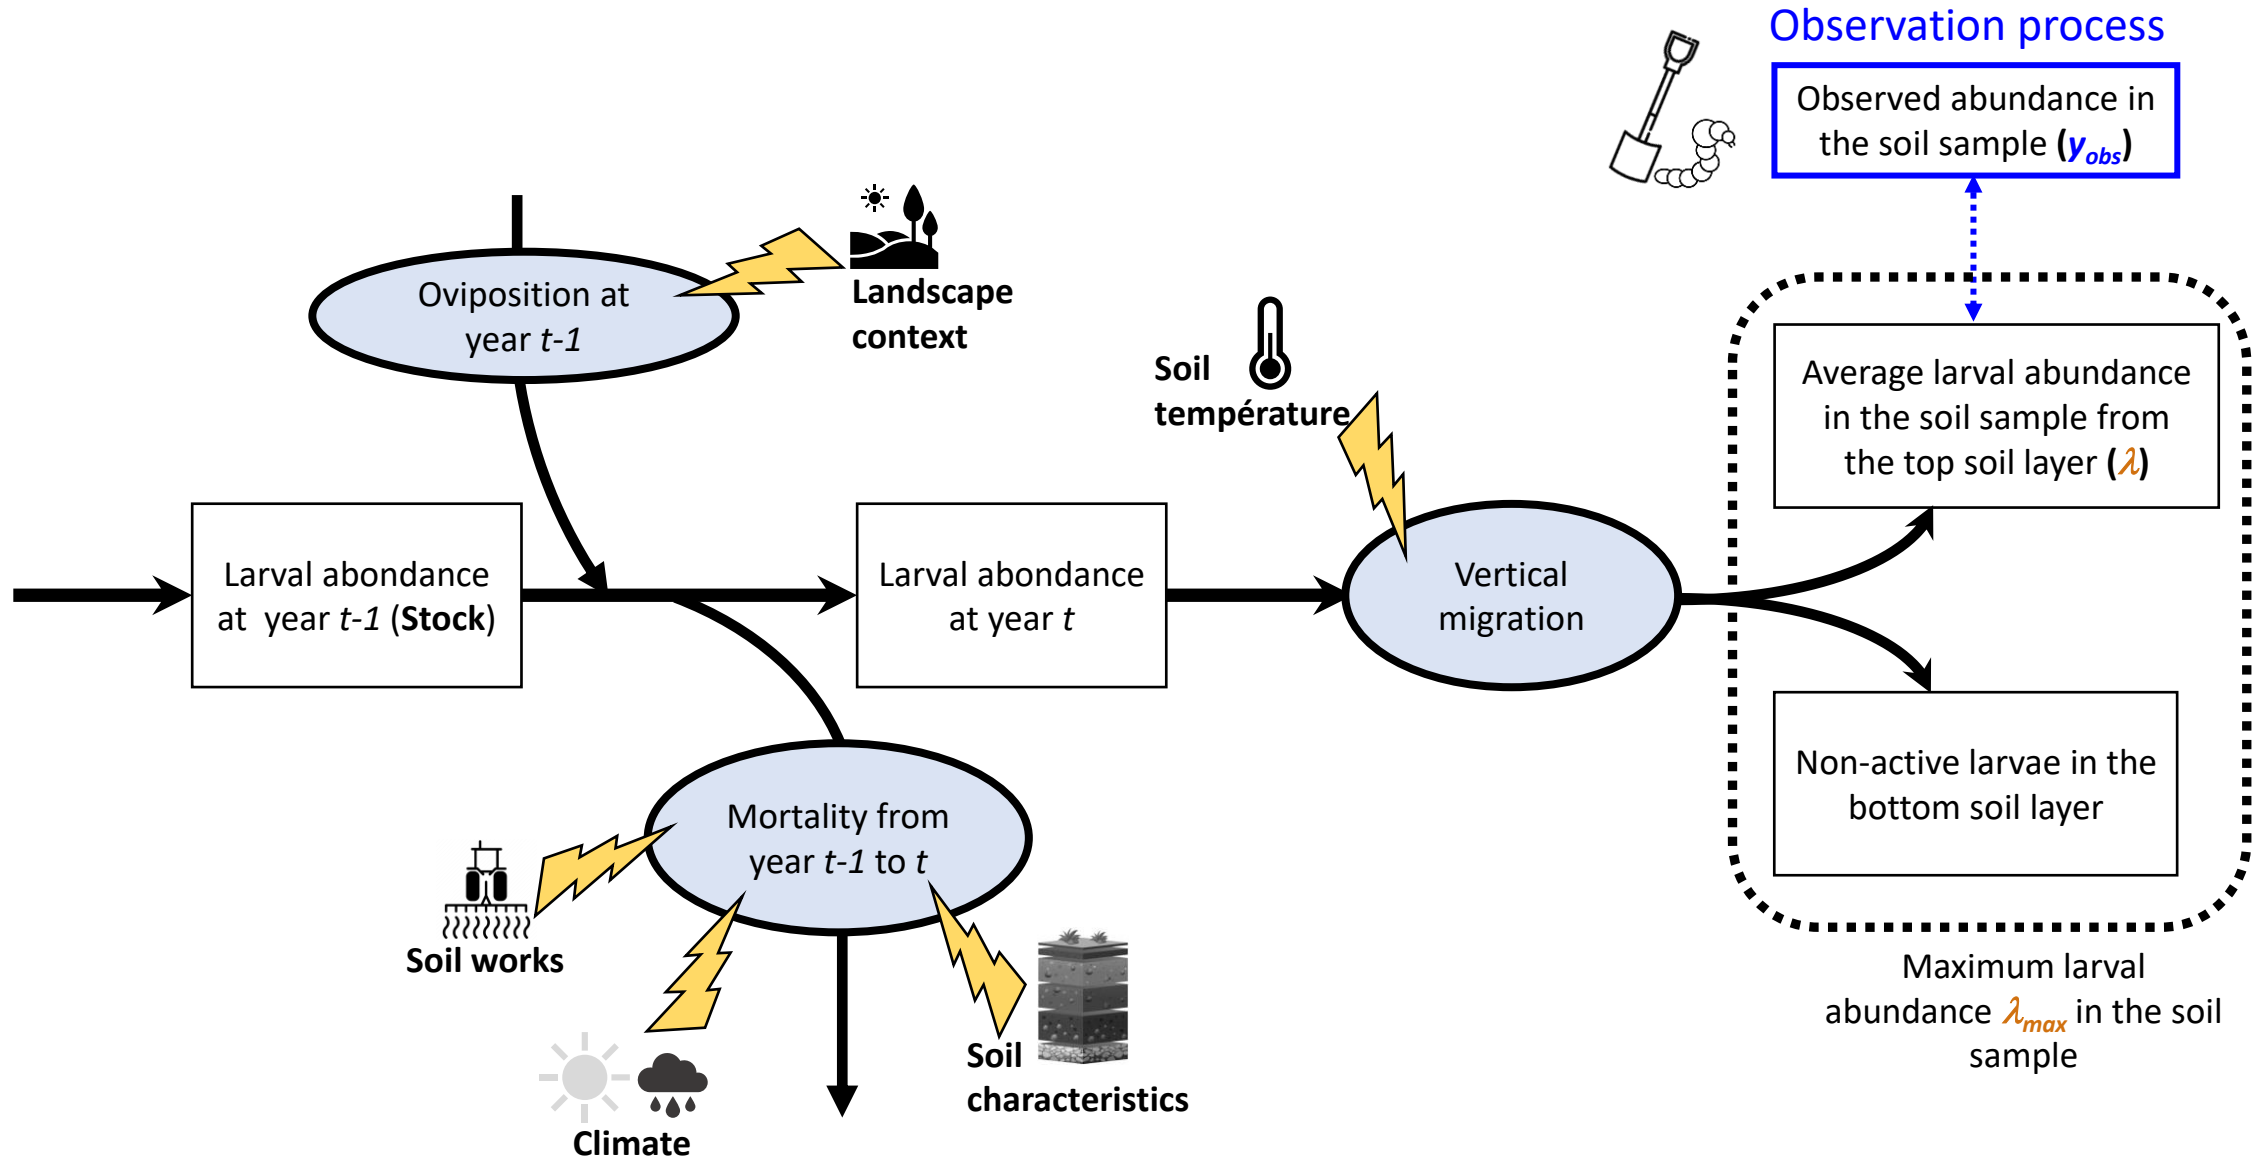 Observation process
Observed abundance in
the soil sample (y_obs)
Oviposition at
year t-1
Landscape
context
Soil
température
Average larval abundance
in the soil sample from
the top soil layer (λ)
Larval abondance
at year t-1 (Stock)
Larval abondance
at year t
Vertical
migration
Non-active larvae in the
bottom soil layer
Mortality from
year t-1 to t
Soil works
Climate
Soil
characteristics
Maximum larval
abundance λ_max in the soil
sample